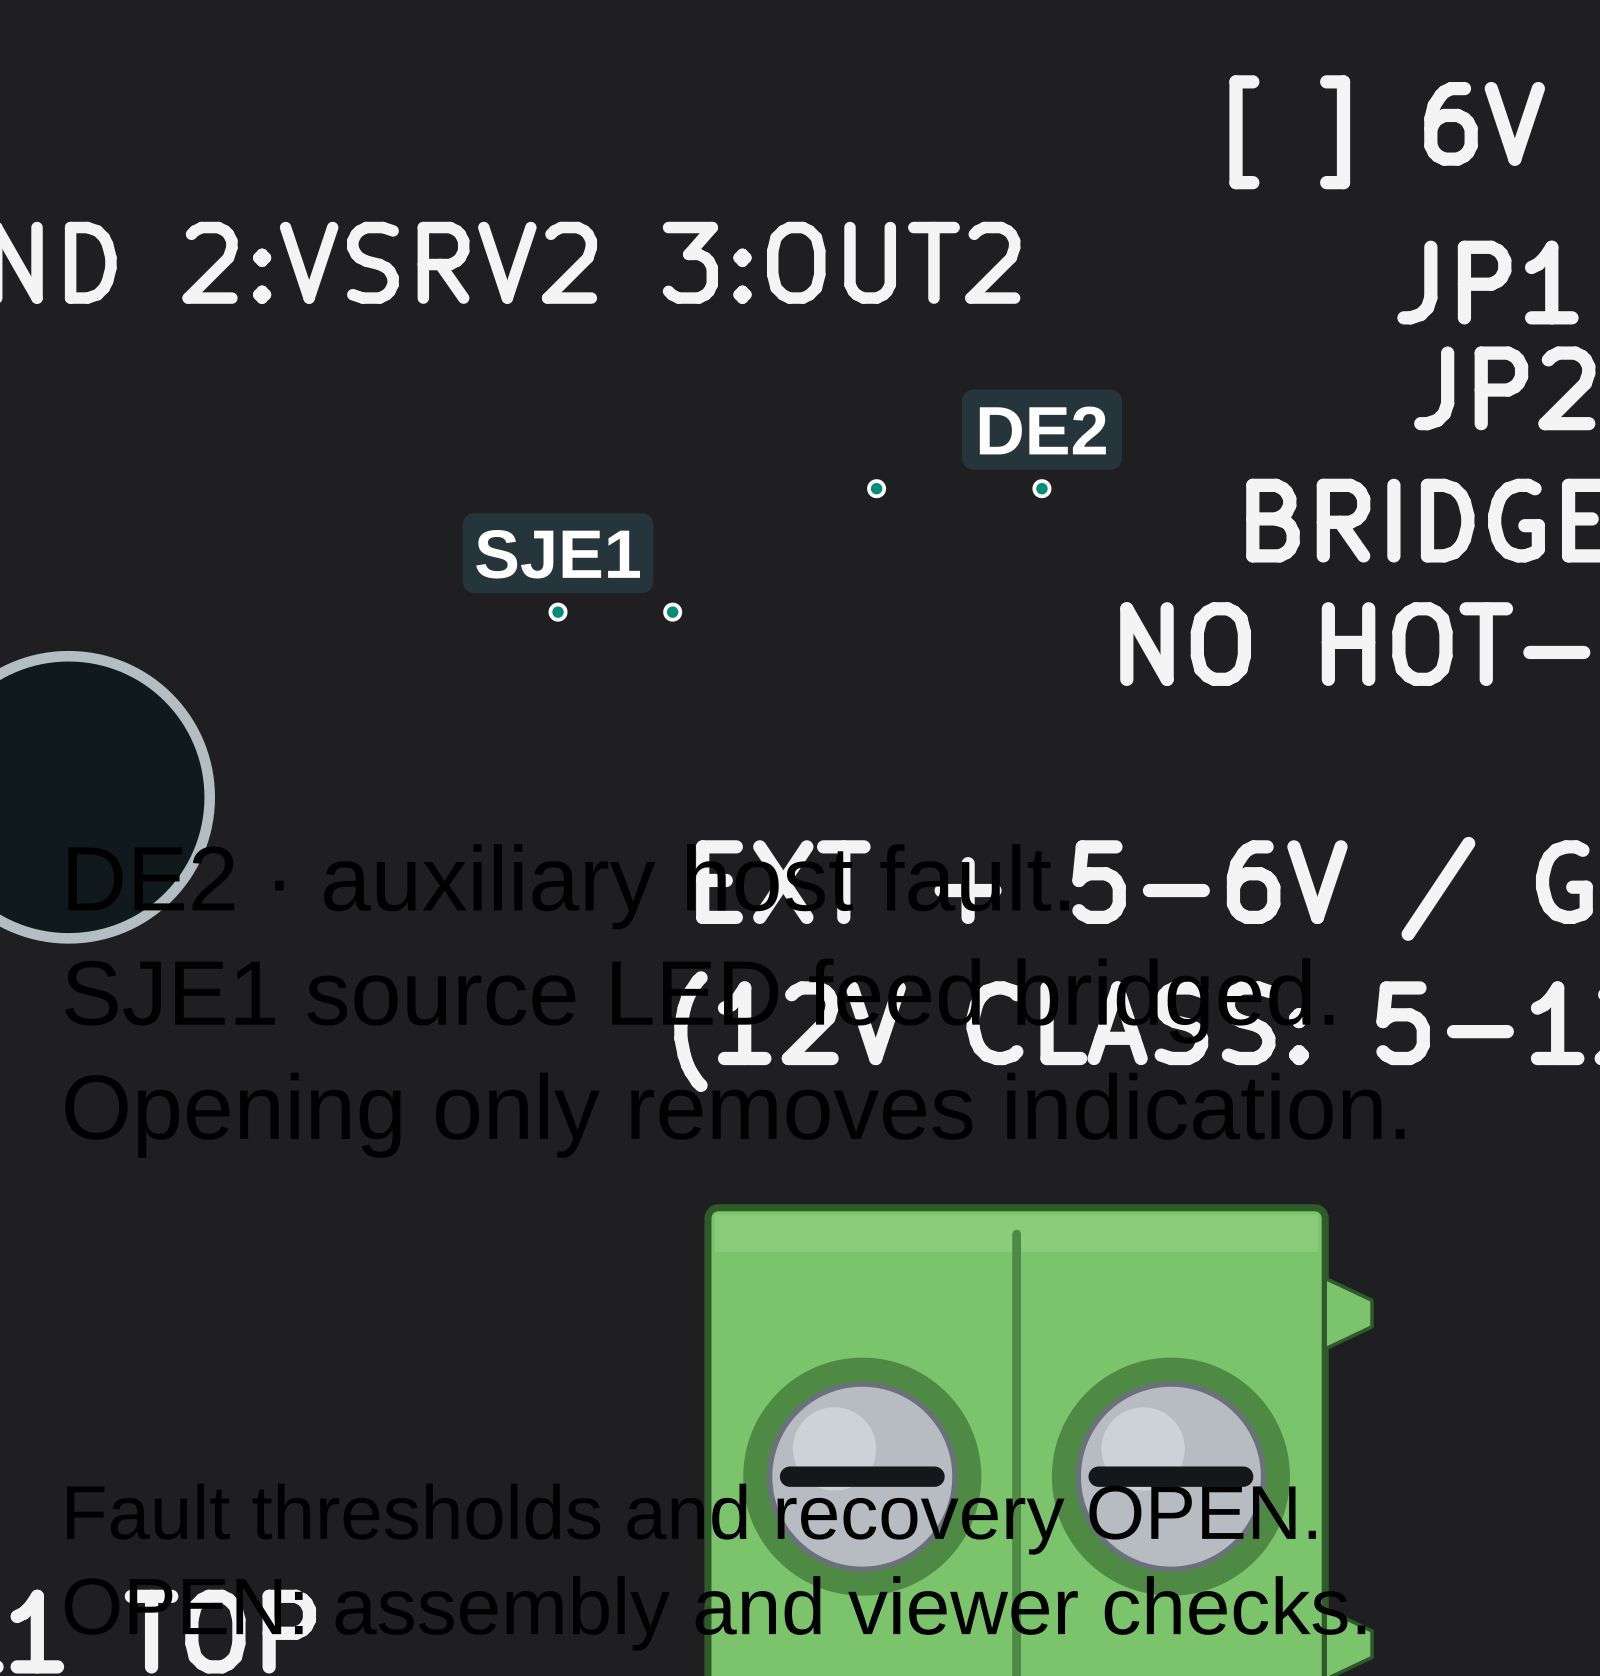 [ ] 6V
ND 2:VSRV2 3:OUT2
JP1
JP2
DE2
BRIDGE
SJE1
NO HOT-
EXT + 5-6V / G
DE2 · auxiliary host fault.
SJE1 source LED feed bridged.
(12V CLASS: 5-1
Opening only removes indication.
Fault thresholds and recovery OPEN.
OPEN: assembly and viewer checks.
1 TOP